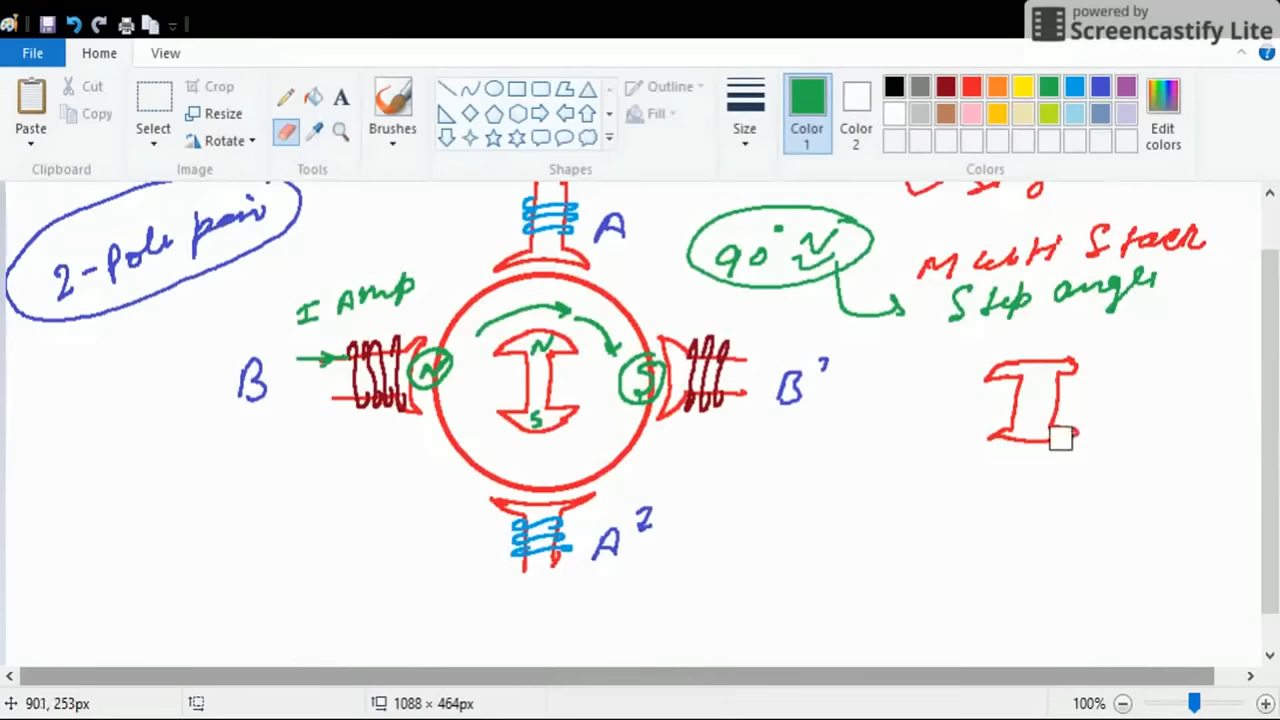 powered by
Screencastify Lite
File Home View
Paste
Cut
Copy
Clipboard
Select
Crop
Resize
Rotate
Image
A
Tools
Brushes
Shapes
Outline
Fill
Size
Color 1
Color 2
Edit colors
Colors
2-Pole pair
A
90° N
Multi Stack
Step angle
I Amp
B
N
N
S
S
B'
A
901, 253px
1088 × 464px
100%